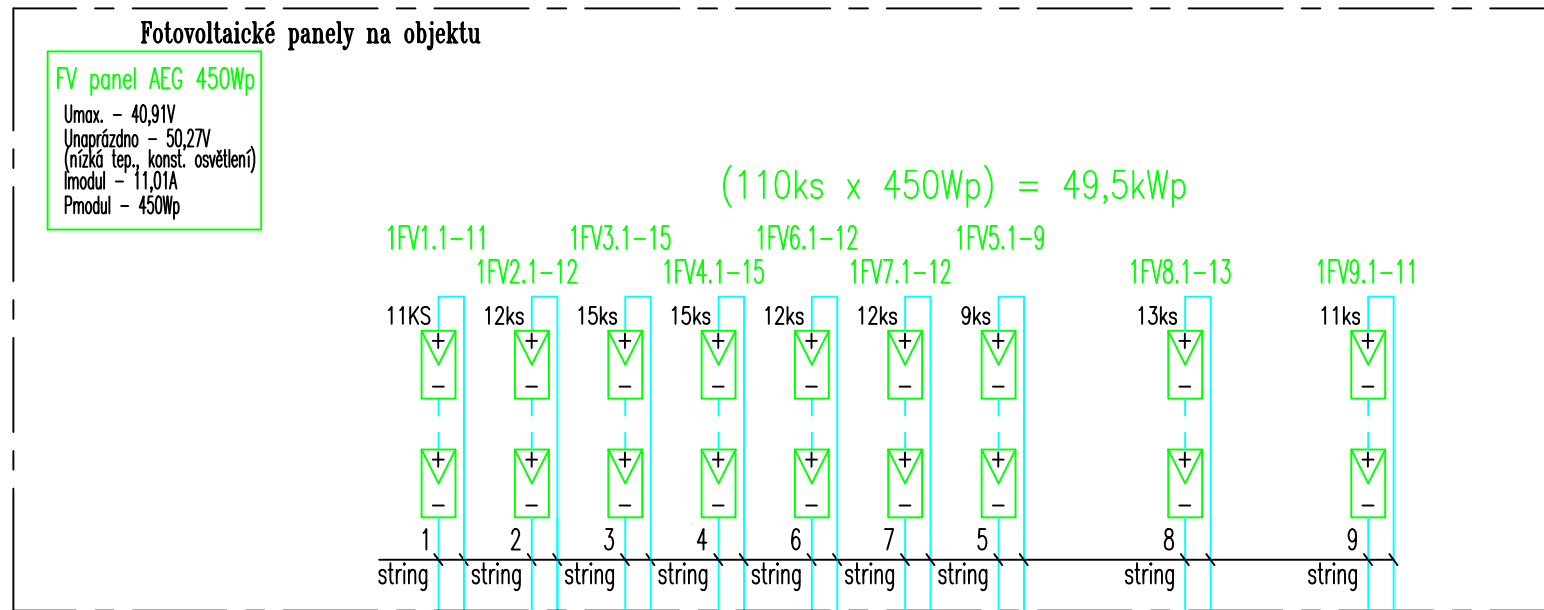 Fotovoltaické panely na objektu
FV panel AEG 450Wp
Umax. - 40,91V
Unaprázdno - 50,27V
(nízká tep., konst. osvětlení)
Imodul - 11,01A
Pmodul - 450Wp
(110ks x 450Wp) = 49,5kWp
1FV1.1-11 1FV3.1-15 1FV6.1-12 1FV5.1-9
1FV2.1-12 1FV4.1-15 1FV7.1-12 1FV8.1-13 1FV9.1-11
11KS 12ks 15ks 15ks 12ks 12ks 9ks 13ks 11ks
+ + + + + + + + +
- - - - - - - - -
+ + + + + + + + +
- - - - - - - - -
1 2 3 4 6 7 5 8 9
string string string string string string string string string